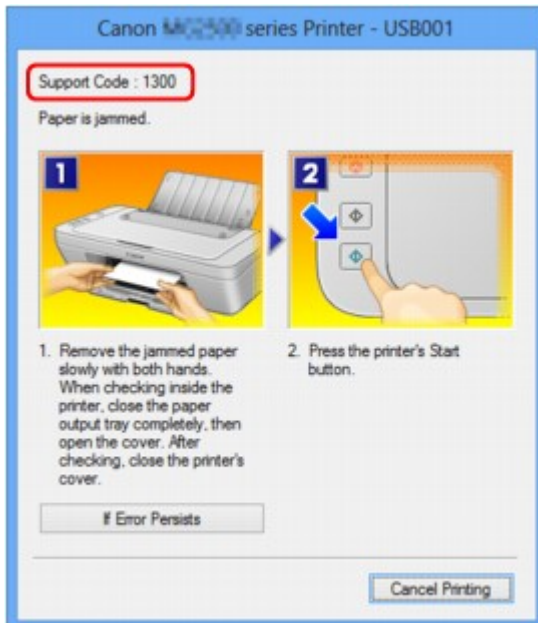 Canon series Printer - USB001
Support Code : 1300
Paper is jammed.
1
2
1. Remove the jammed paper
slowly with both hands.
When checking inside the
printer, close the paper
output tray completely, then
open the cover. After
checking, close the printer's
cover.
2. Press the printer's Start
button.
If Error Persists
Cancel Printing